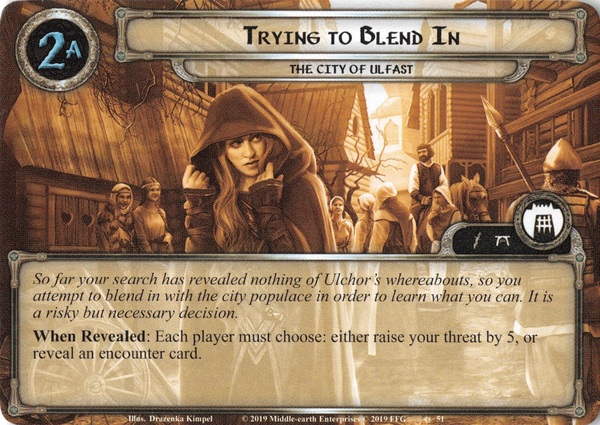 2A
TRYING TO BLEND IN
THE CITY OF ULFAST
So far your search has revealed nothing of Ulchor's whereabouts, so you
attempt to blend in with the city populace in order to learn what you can. It is
a risky but necessary decision.
When Revealed: Each player must choose: either raise your threat by 5, or
reveal an encounter card.
Illus. Drazenka Kimpel © 2019 Middle-earth Enterprises © 2019 FFG 51